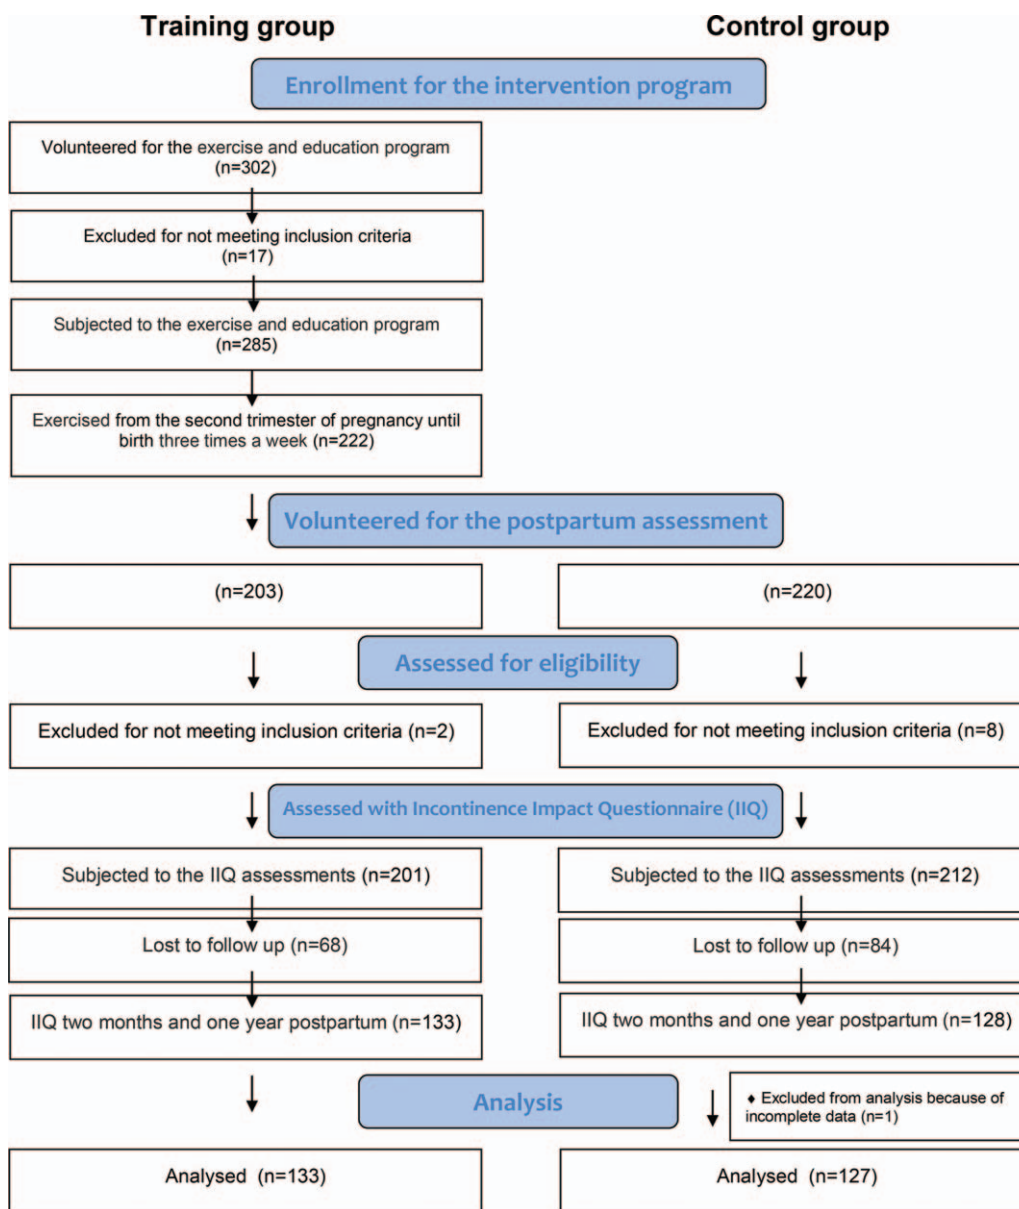 Training group
Control group
Enrollment for the intervention program
Volunteered for the exercise and education program
(n=302)
Excluded for not meeting inclusion criteria
(n=17)
Subjected to the exercise and education program
(n=285)
Exercised from the second trimester of pregnancy until
birth three times a week (n=222)
Volunteered for the postpartum assessment
(n=203)
(n=220)
Assessed for eligibility
Excluded for not meeting inclusion criteria (n=2)
Excluded for not meeting inclusion criteria (n=8)
Assessed with Incontinence Impact Questionnaire (IIQ)
Subjected to the IIQ assessments (n=201)
Subjected to the IIQ assessments (n=212)
Lost to follow up (n=68)
Lost to follow up (n=84)
IIQ two months and one year postpartum (n=133)
IIQ two months and one year postpartum (n=128)
Analysis
♦ Excluded from analysis because of
incomplete data (n=1)
Analysed (n=133)
Analysed (n=127)